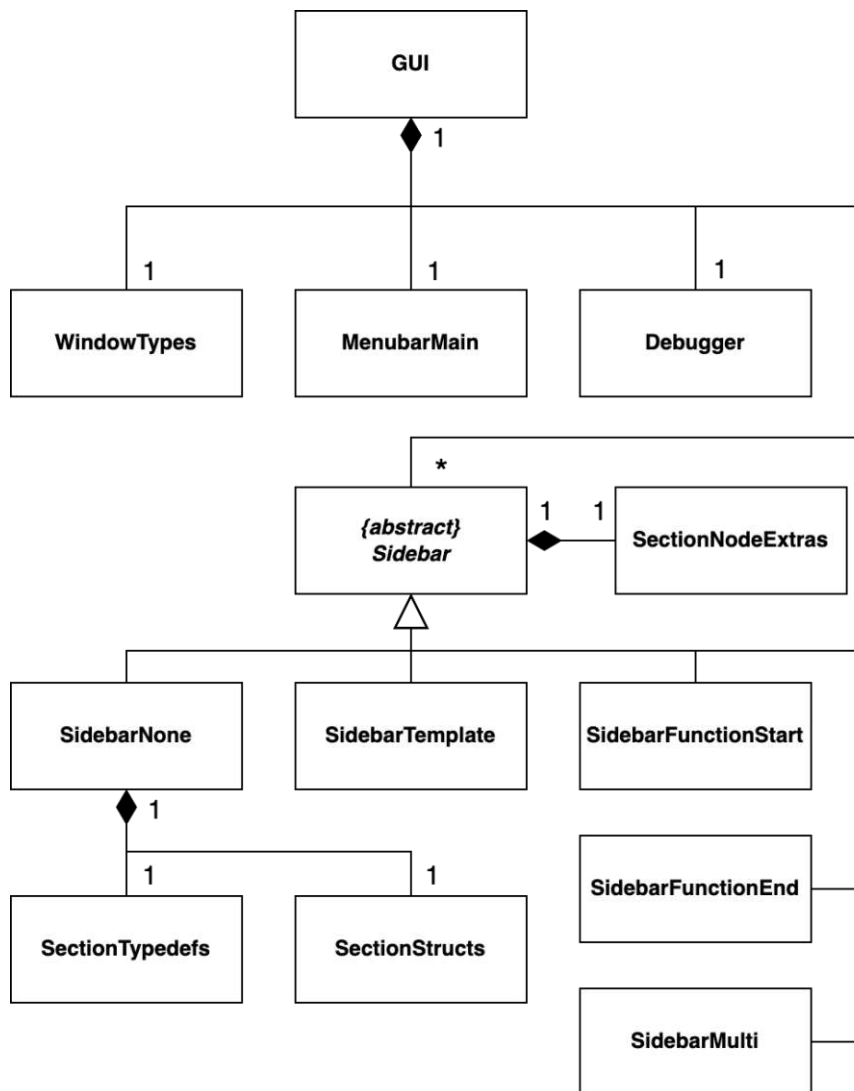 GUI
1
1
1
1
WindowTypes
MenubarMain
Debugger
*
{abstract}
Sidebar
1
1
SectionNodeExtras
SidebarNone
SidebarTemplate
SidebarFunctionStart
1
1
1
SidebarFunctionEnd
SectionTypedefs
SectionStructs
SidebarMulti